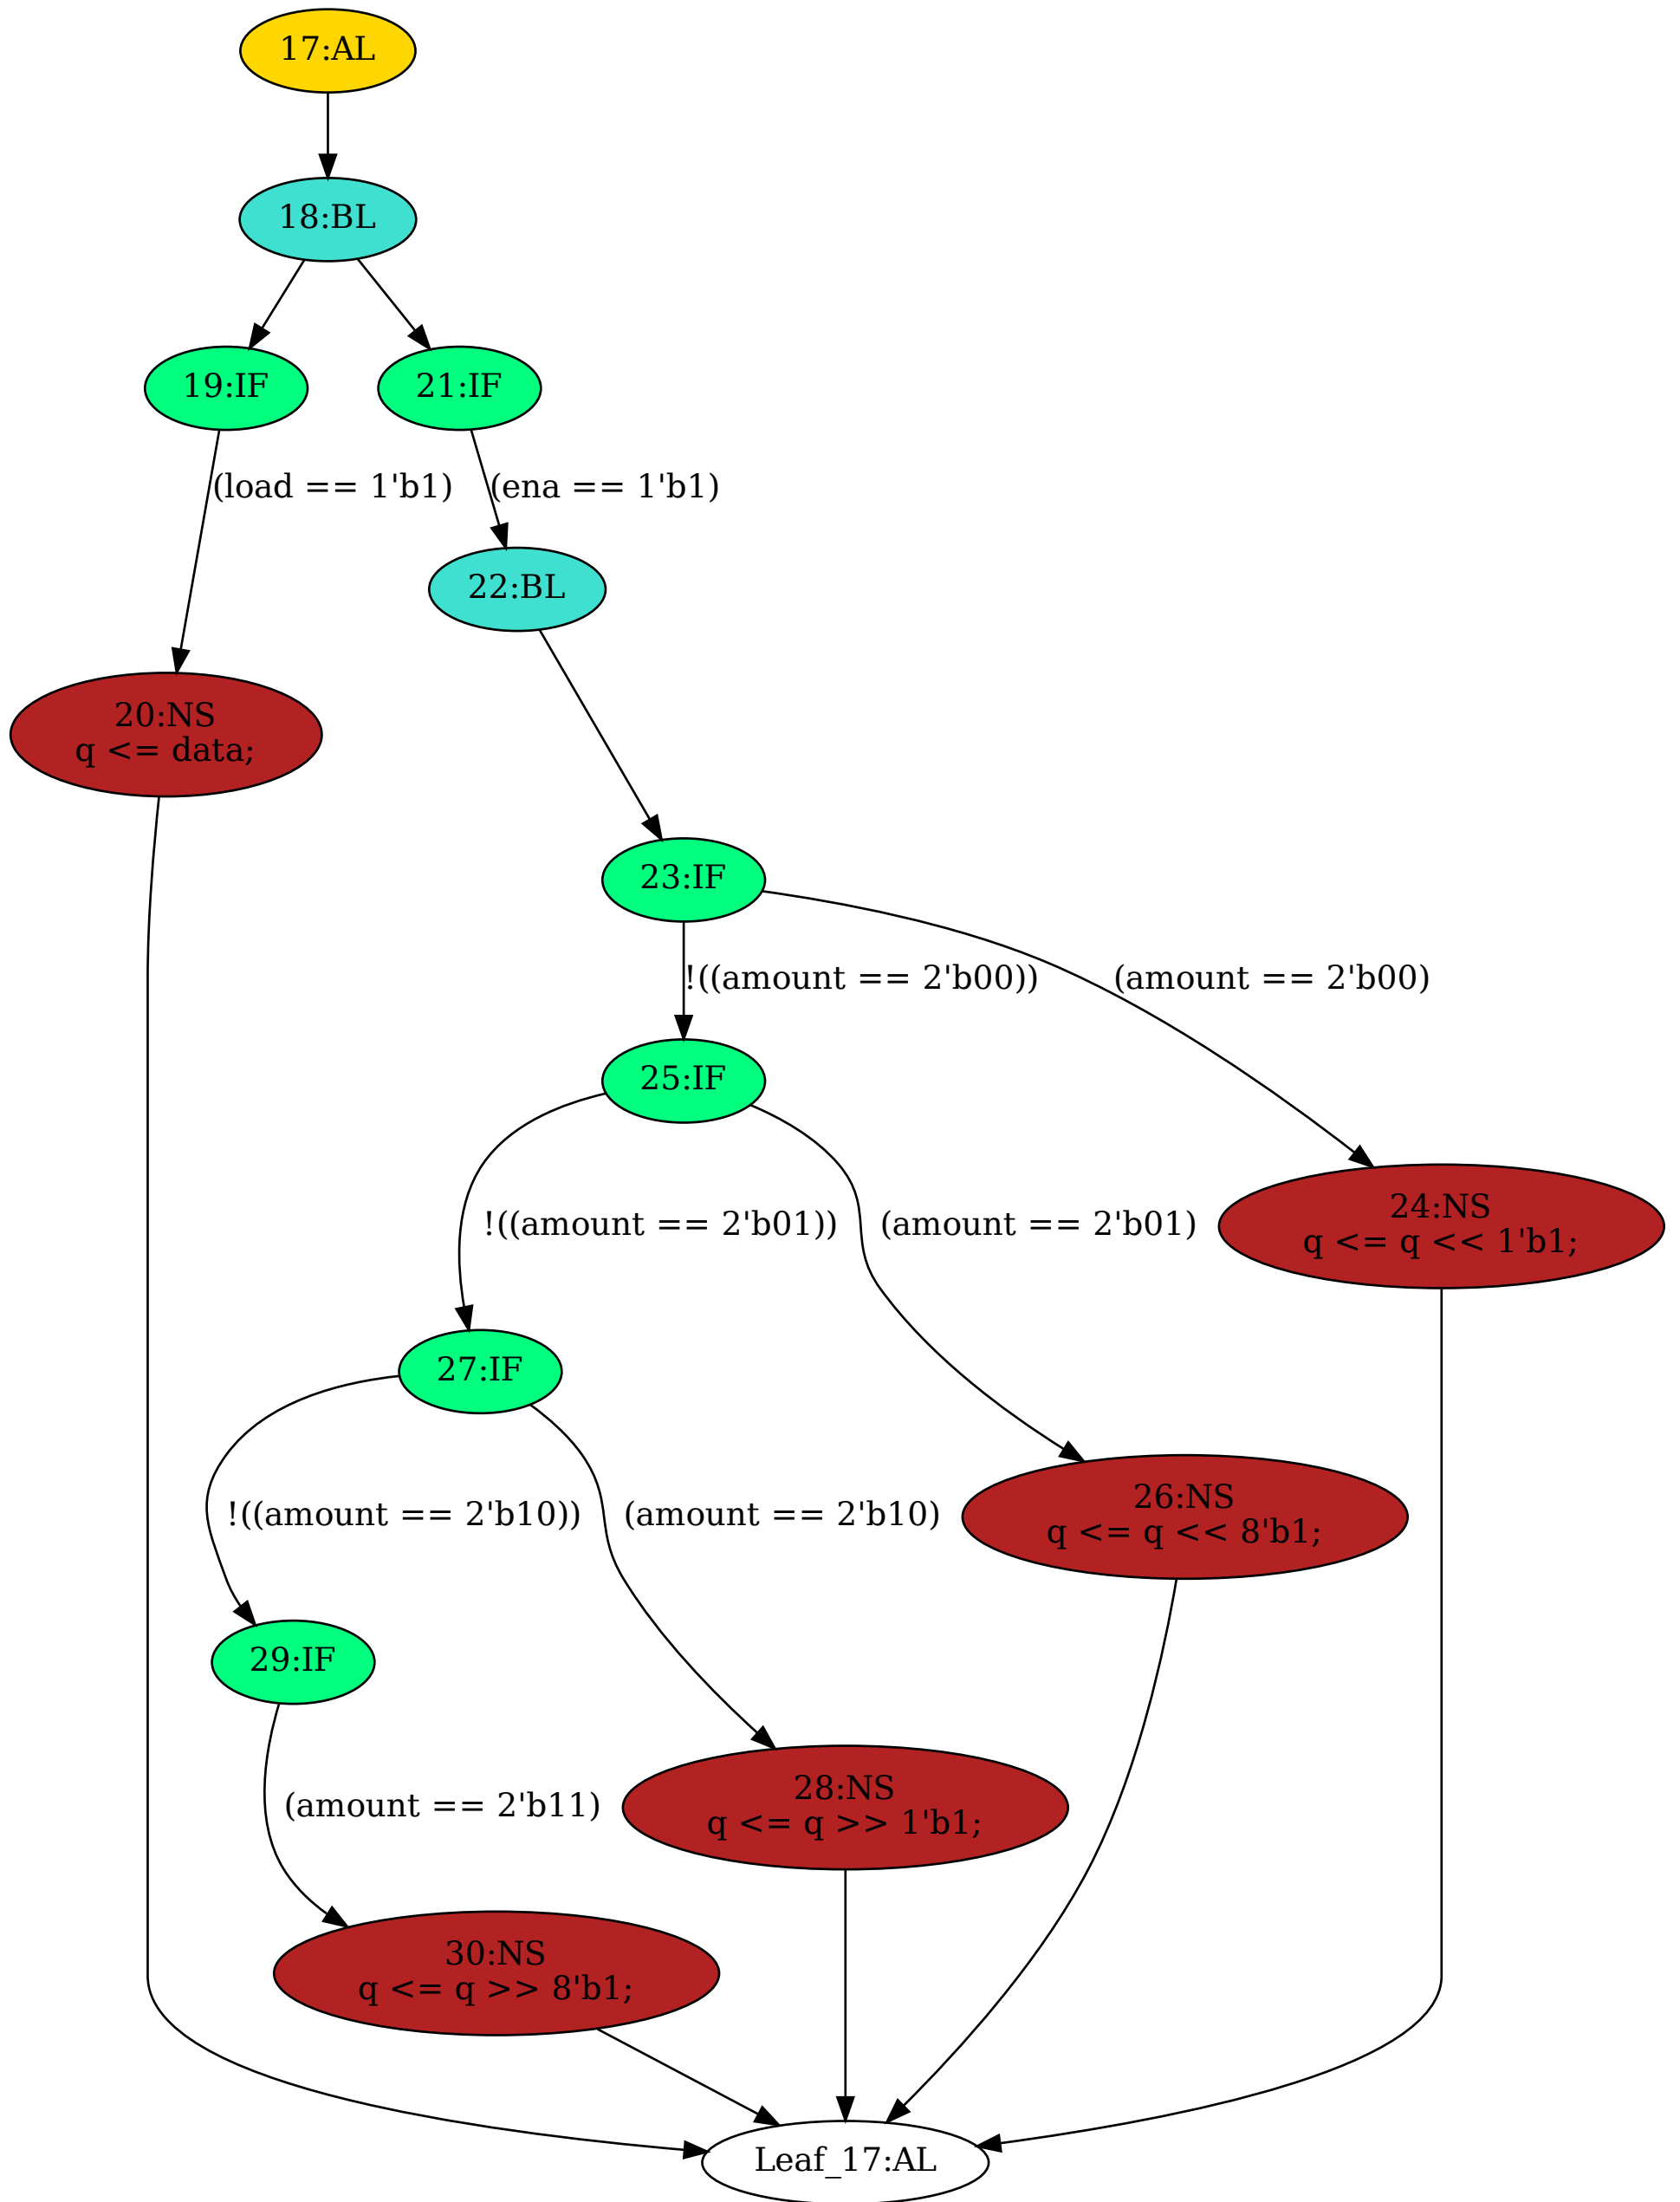 17:AL
18:BL
19:IF
21:IF
(load == 1'b1)
(ena == 1'b1)
22:BL
20:NS
q <= data;
23:IF
!((amount == 2'b00))
(amount == 2'b00)
25:IF
!((amount == 2'b01))
(amount == 2'b01)
24:NS
q <= q << 1'b1;
27:IF
!((amount == 2'b10))
(amount == 2'b10)
26:NS
q <= q << 8'b1;
29:IF
(amount == 2'b11)
28:NS
q <= q >> 1'b1;
30:NS
q <= q >> 8'b1;
Leaf_17:AL